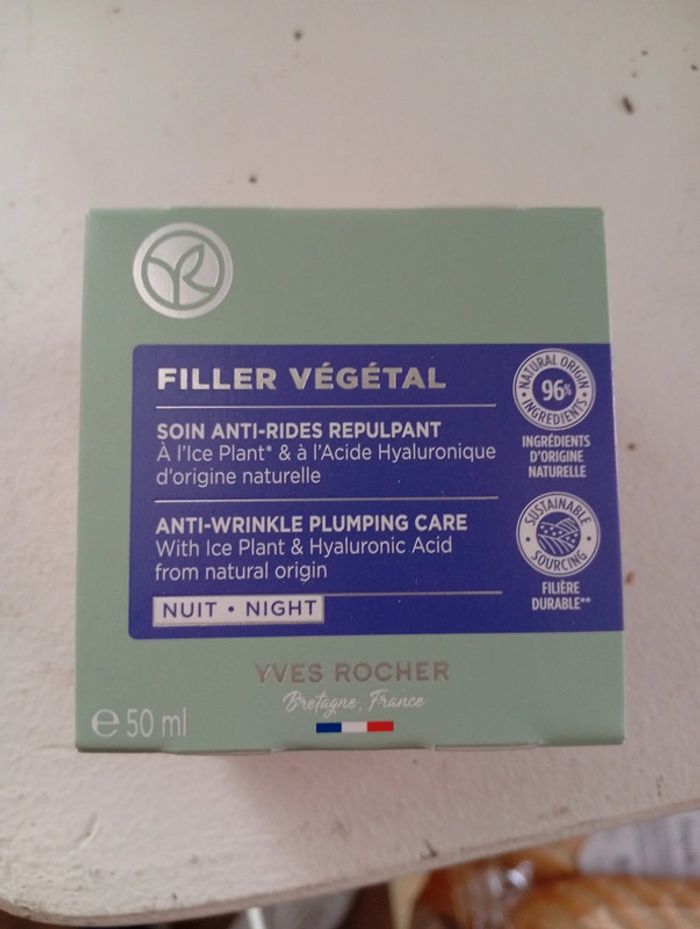 FILLER VÉGÉTAL
SOIN ANTI-RIDES REPULPANT
À l'Ice Plant* & à l'Acide Hyaluronique
d'origine naturelle
ANTI-WRINKLE PLUMPING CARE
With Ice Plant & Hyaluronic Acid
from natural origin
NUIT • NIGHT
NATURAL ORIGIN
96%
INGREDIENTS
INGRÉDIENTS
D'ORIGINE
NATURELLE
SUSTAINABLE
SOURCING
FILIÈRE
DURABLE**
YVES ROCHER
Bretagne, France
e 50 ml